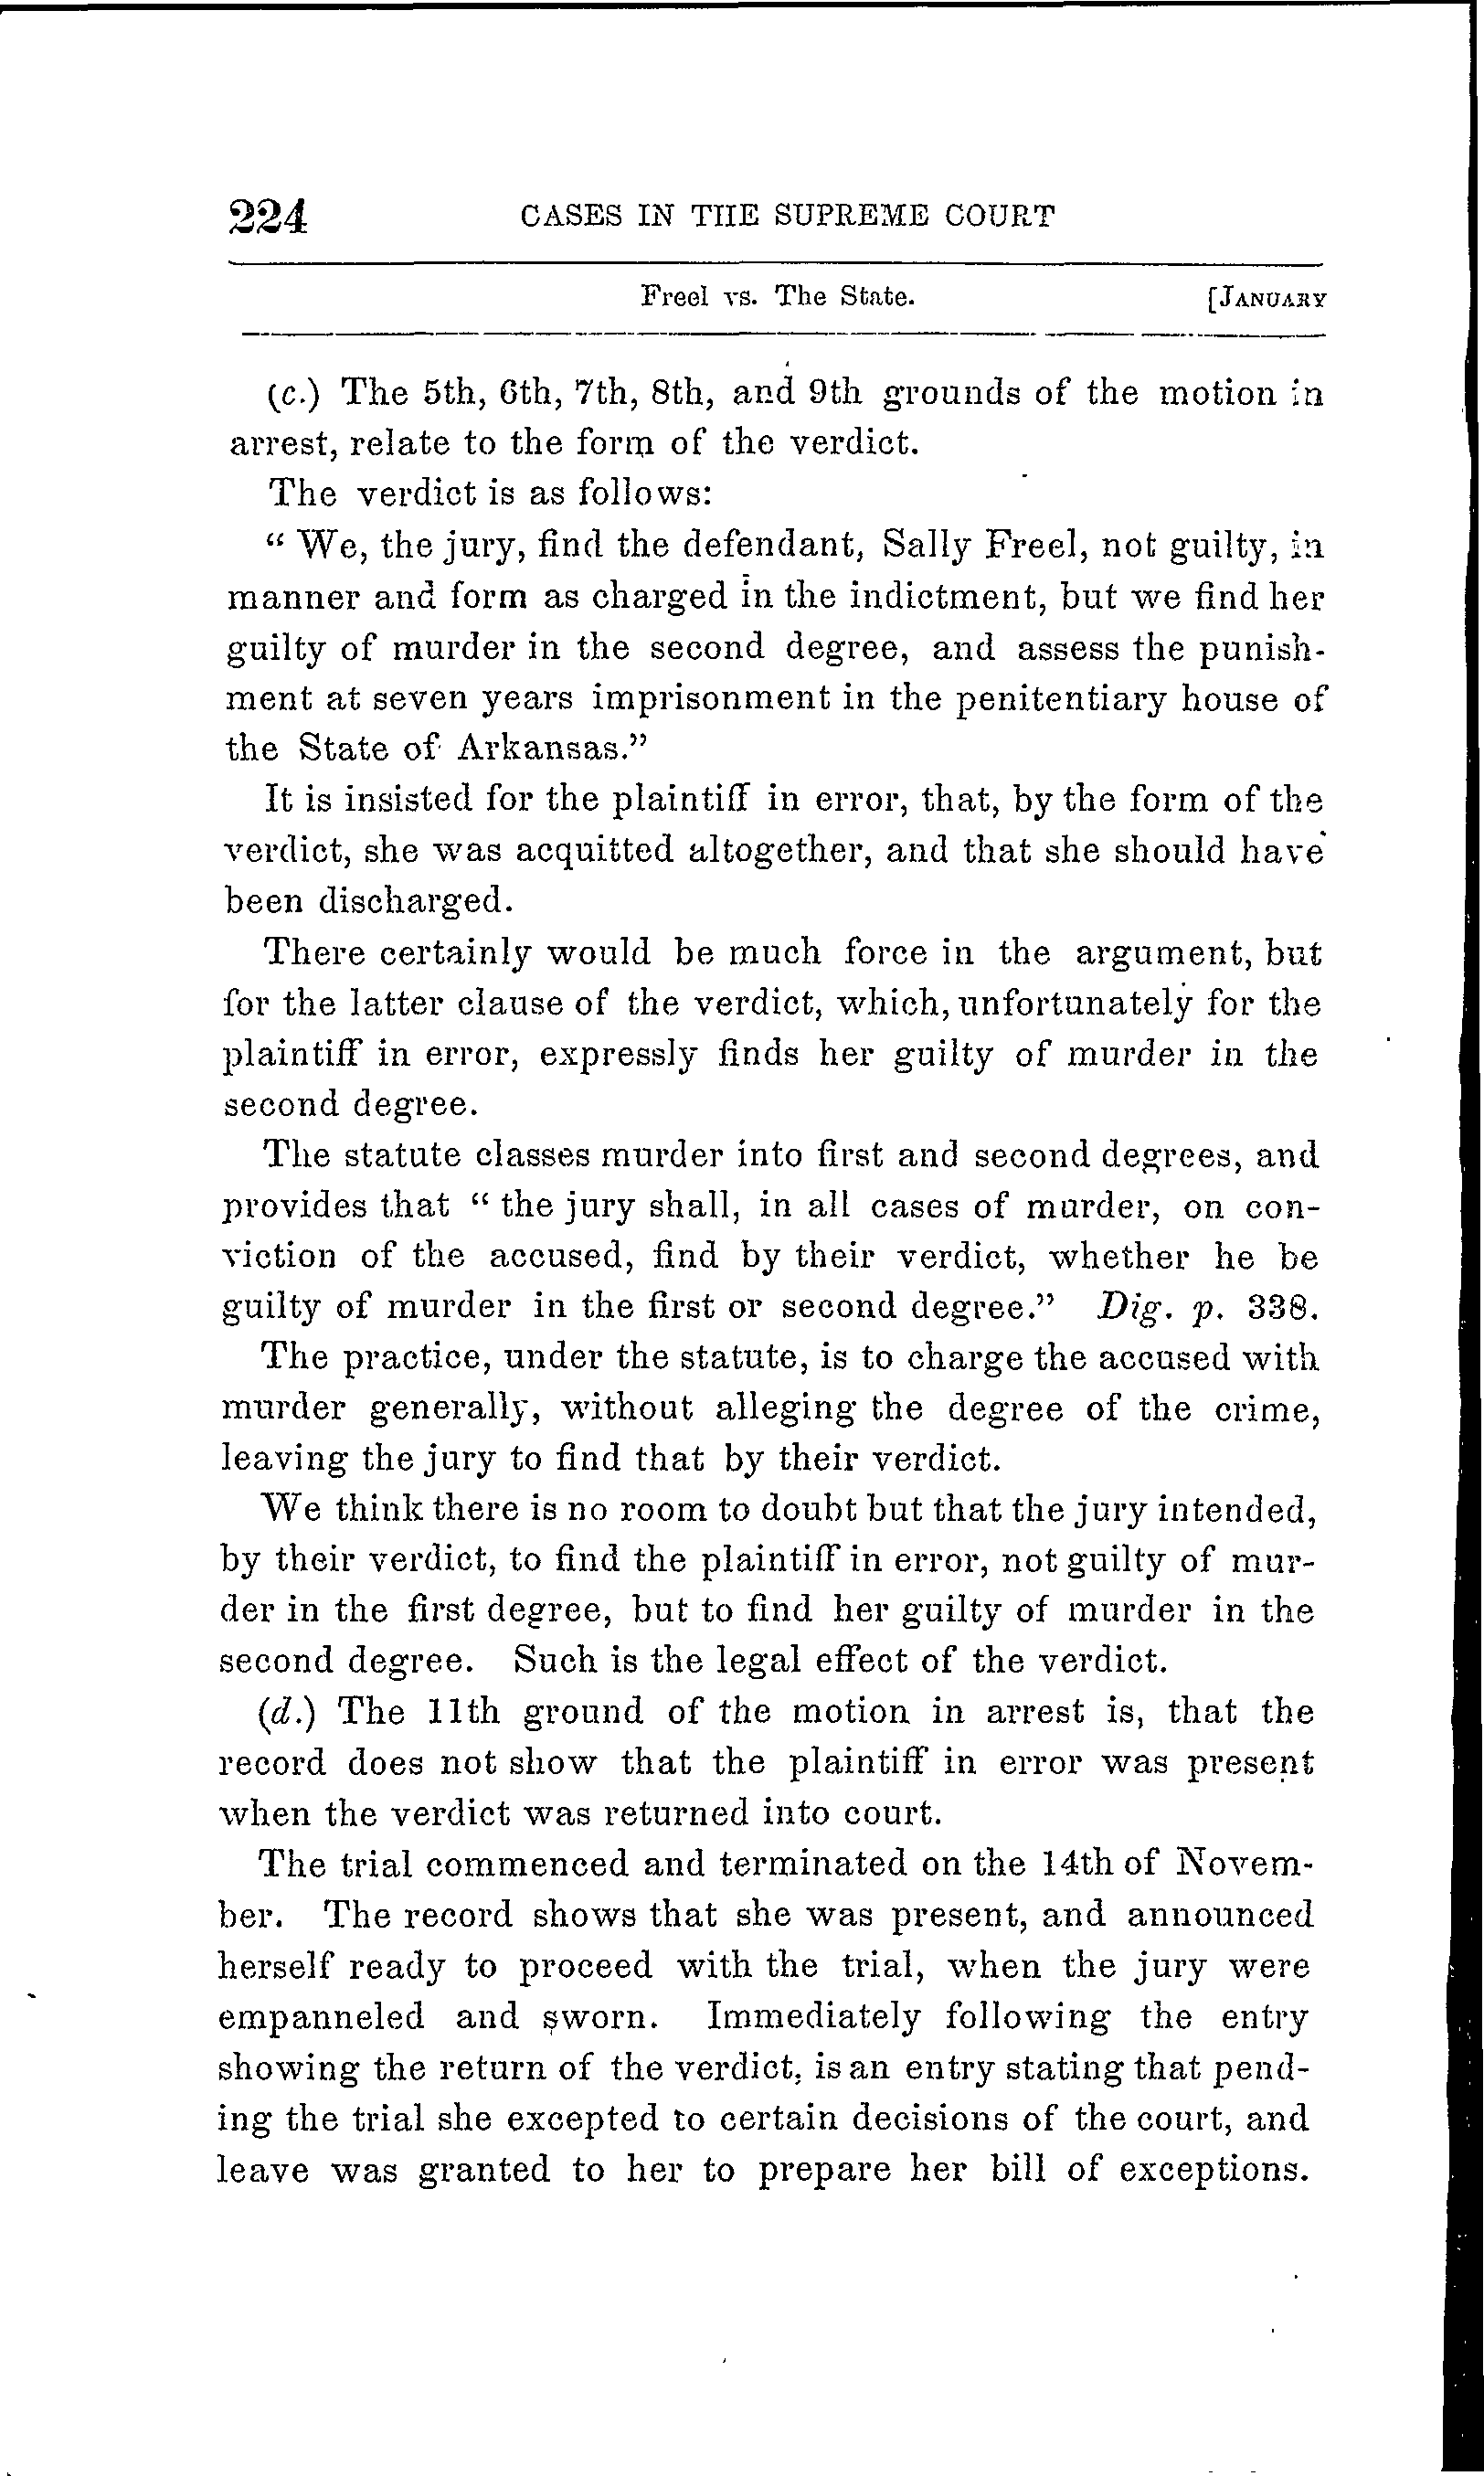 224 CASES IN THE SUPREME COURT
Freel vs. The State. [JANUARY
(c.) The 5th, 6th, 7th, 8th, and 9th grounds of the motion in
arrest, relate to the form of the verdict.
The verdict is as follows:
" We, the jury, find the defendant, Sally Freel, not guilty, in
manner and form as charged in the indictment, but we find her
guilty of murder in the second degree, and assess the punish-
ment at seven years imprisonment in the penitentiary house of
the State of Arkansas."
It is insisted for the plaintiff in error, that, by the form of the
verdict, she was acquitted altogether, and that she should have
been discharged.
There certainly would be much force in the argument, but
for the latter clause of the verdict, which, unfortunately for the
plaintiff in error, expressly finds her guilty of murder in the
second degree.
The statute classes murder into first and second degrees, and
provides that " the jury shall, in all cases of murder, on con-
viction of the accused, find by their verdict, whether he be
guilty of murder in the first or second degree." Dig. p. 338.
The practice, under the statute, is to charge the accused with
murder generally, without alleging the degree of the crime,
leaving the jury to find that by their verdict.
We think there is no room to doubt but that the jury intended,
by their verdict, to find the plaintiff in error, not guilty of mur-
der in the first degree, but to find her guilty of murder in the
second degree. Such is the legal effect of the verdict.
(d.) The 11th ground of the motion in arrest is, that the
record does not show that the plaintiff in error was present
when the verdict was returned into court.
The trial commenced and terminated on the 14th of Novem-
ber. The record shows that she was present, and announced
herself ready to proceed with the trial, when the jury were
empanneled and sworn. Immediately following the entry
showing the return of the verdict, is an entry stating that pend-
ing the trial she excepted to certain decisions of the court, and
leave was granted to her to prepare her bill of exceptions.